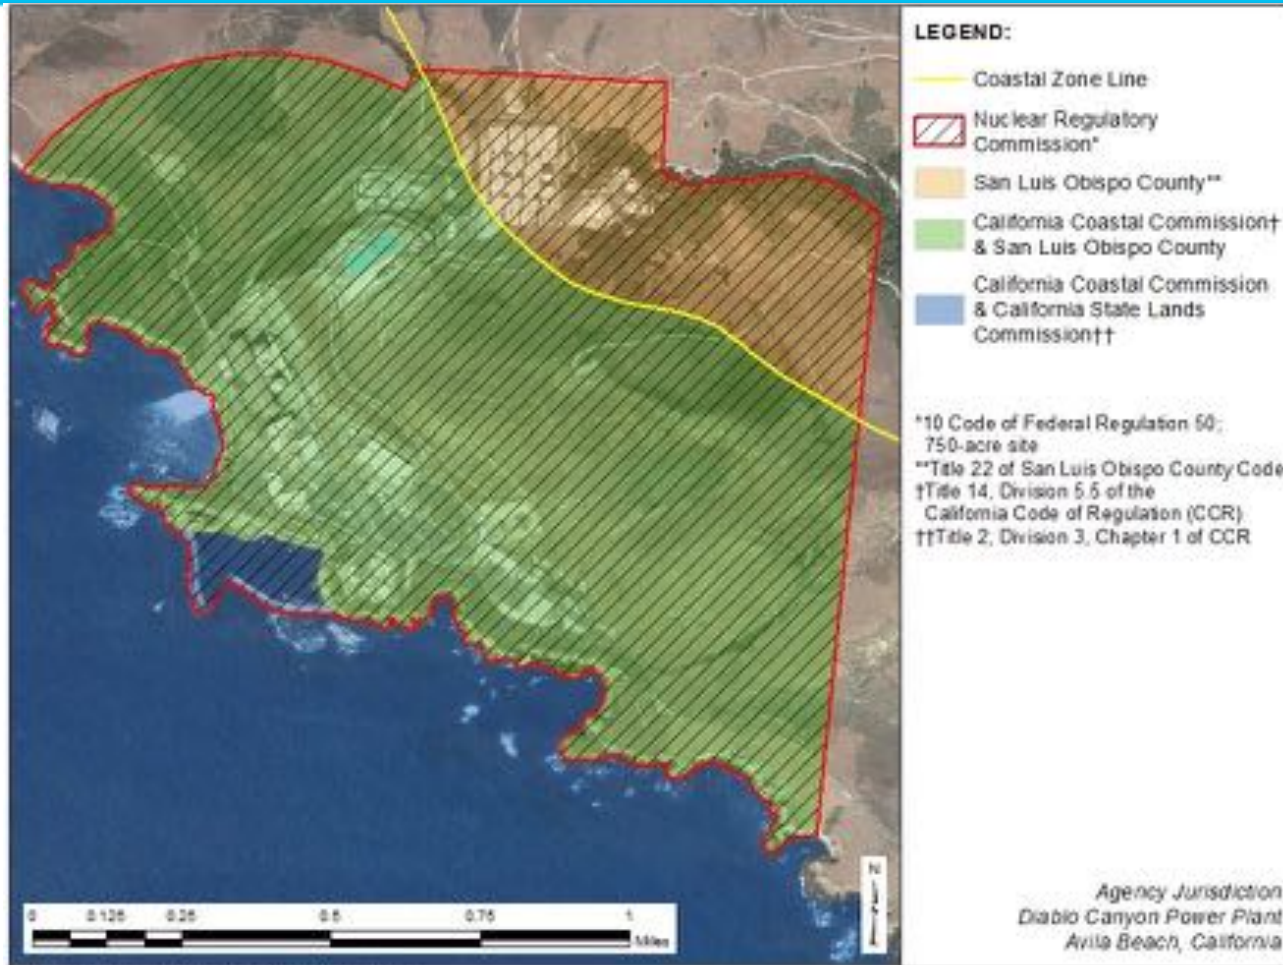 LEGEND:
Coastal Zone Line
Nuclear Regulatory
Commission*
San Luis Obispo County**
California Coastal Commission†
& San Luis Obispo County
California Coastal Commission
& California State Lands
Commission††
*10 Code of Federal Regulation 50;
750-acre site
**Title 22 of San Luis Obispo County Code
†Title 14, Division 5.5 of the
California Code of Regulation (CCR)
††Title 2, Division 3, Chapter 1 of CCR
N
0 0.125 0.25 0.5 0.75 1
Miles
Agency Jurisdiction
Diablo Canyon Power Plant
Avila Beach, California